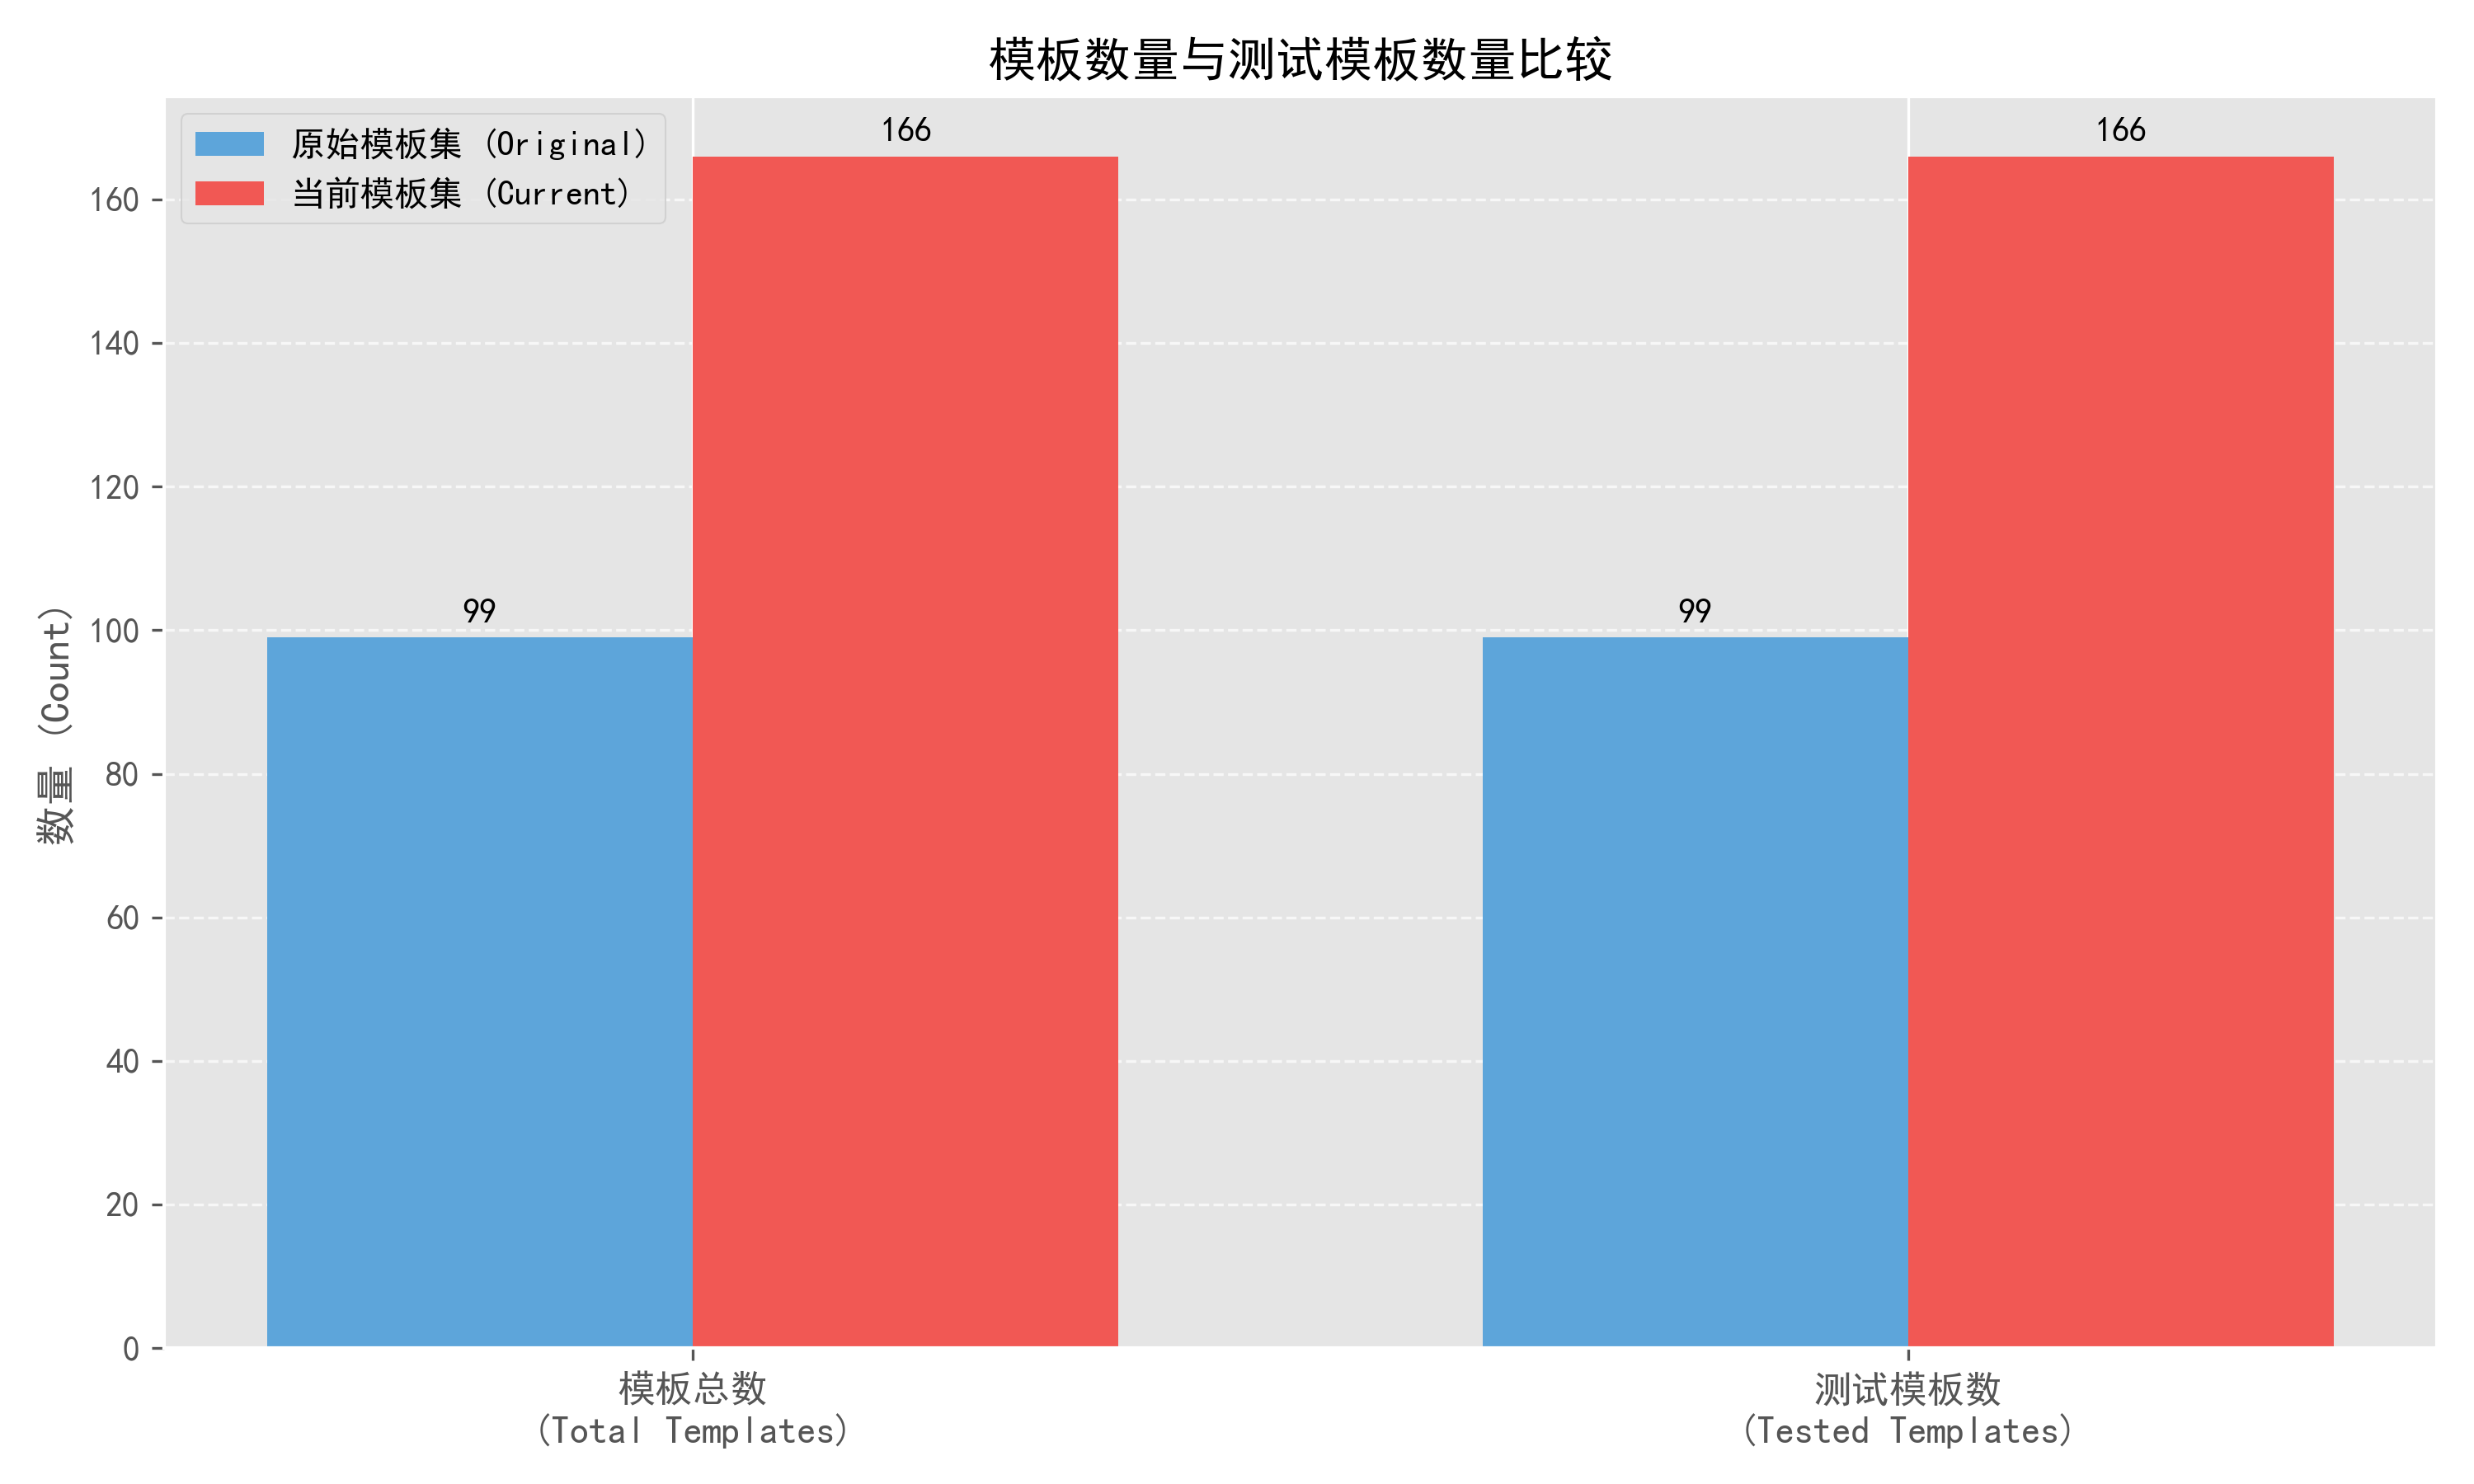 模板数量与测试模板数量比较
原始模板集 (Original)
当前模板集 (Current)
数量 (Count)
160
140
120
100
80
60
40
20
0
99
166
99
166
模板总数
(Total Templates)
测试模板数
(Tested Templates)